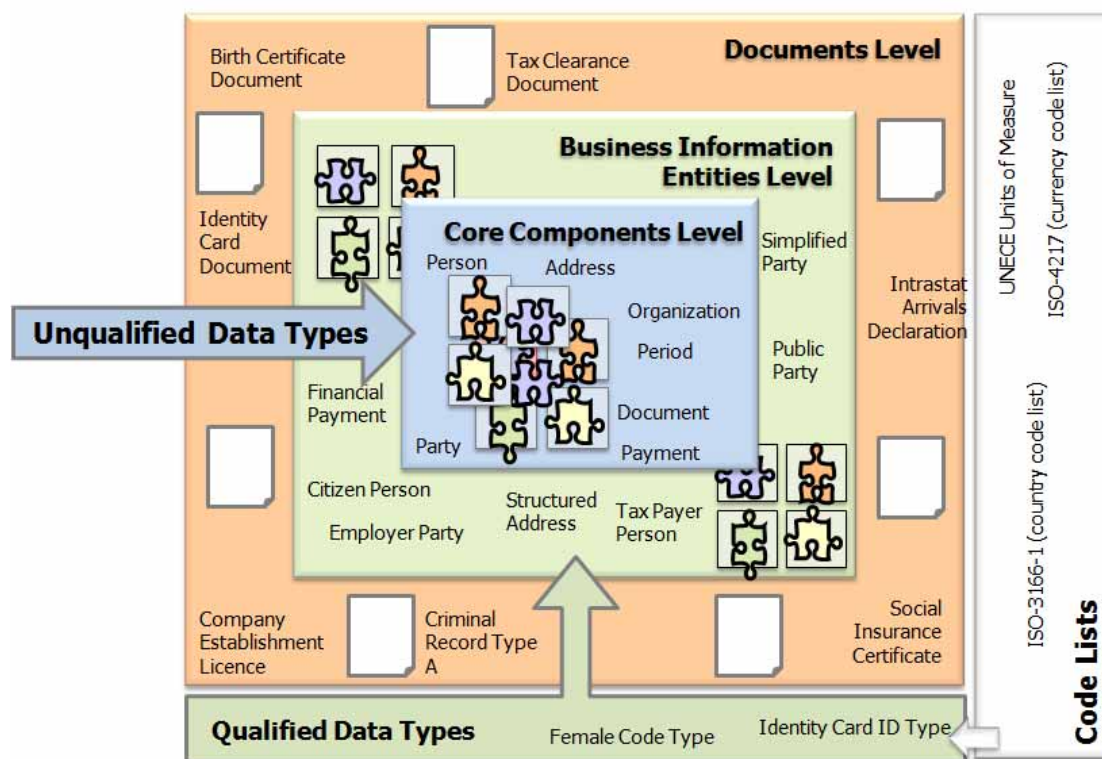 Documents Level
Birth Certificate
Document
Tax Clearance
Document
Business Information
Entities Level
Identity
Card
Document
Core Components Level
Person
Address
Simplified
Party
Organization
Period
Intrastat
Arrivals
Declaration
Unqualified Data Types
Public
Party
Financial
Payment
Document
Party
Payment
Citizen Person
Structured
Address
Tax Payer
Person
Employer Party
Company
Establishment
Licence
Criminal
Record Type
A
Social
Insurance
Certificate
Qualified Data Types
Female Code Type
Identity Card ID Type
UNECE Units of Measure
ISO-4217 (currency code list)
ISO-3166-1 (country code list)
Code Lists